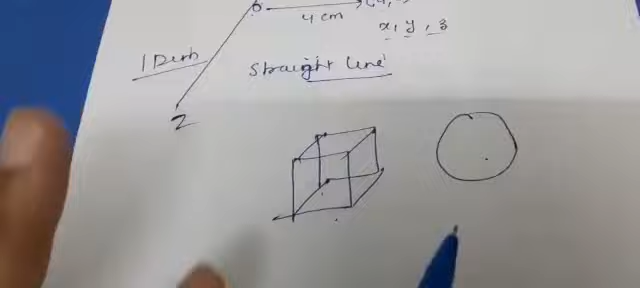 4 cm
x, y, z
1 Dim
Straight line
Z